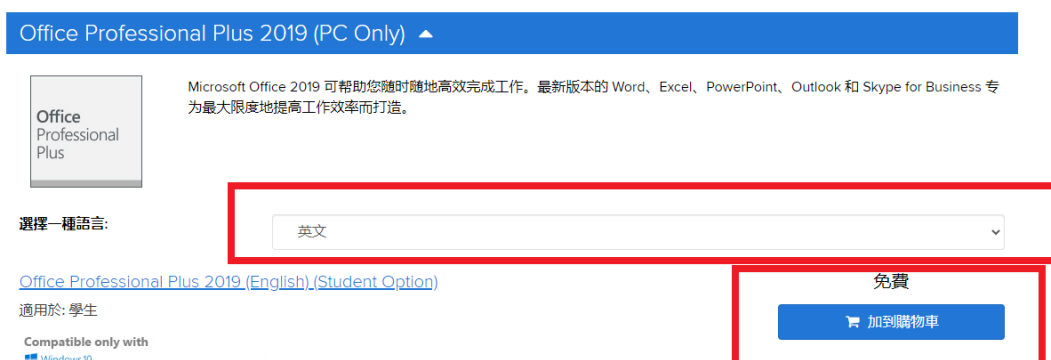 Office Professional Plus 2019 (PC Only)
Office
Professional
Plus
Microsoft Office 2019 可帮助您随时随地高效完成工作。最新版本的 Word、Excel、PowerPoint、Outlook 和 Skype for Business 专
为最大限度地提高工作效率而打造。
選擇一種語言:
英文
Office Professional Plus 2019 (English) (Student Option)
免費
適用於: 學生
加到購物車
Compatible only with
Windows 10